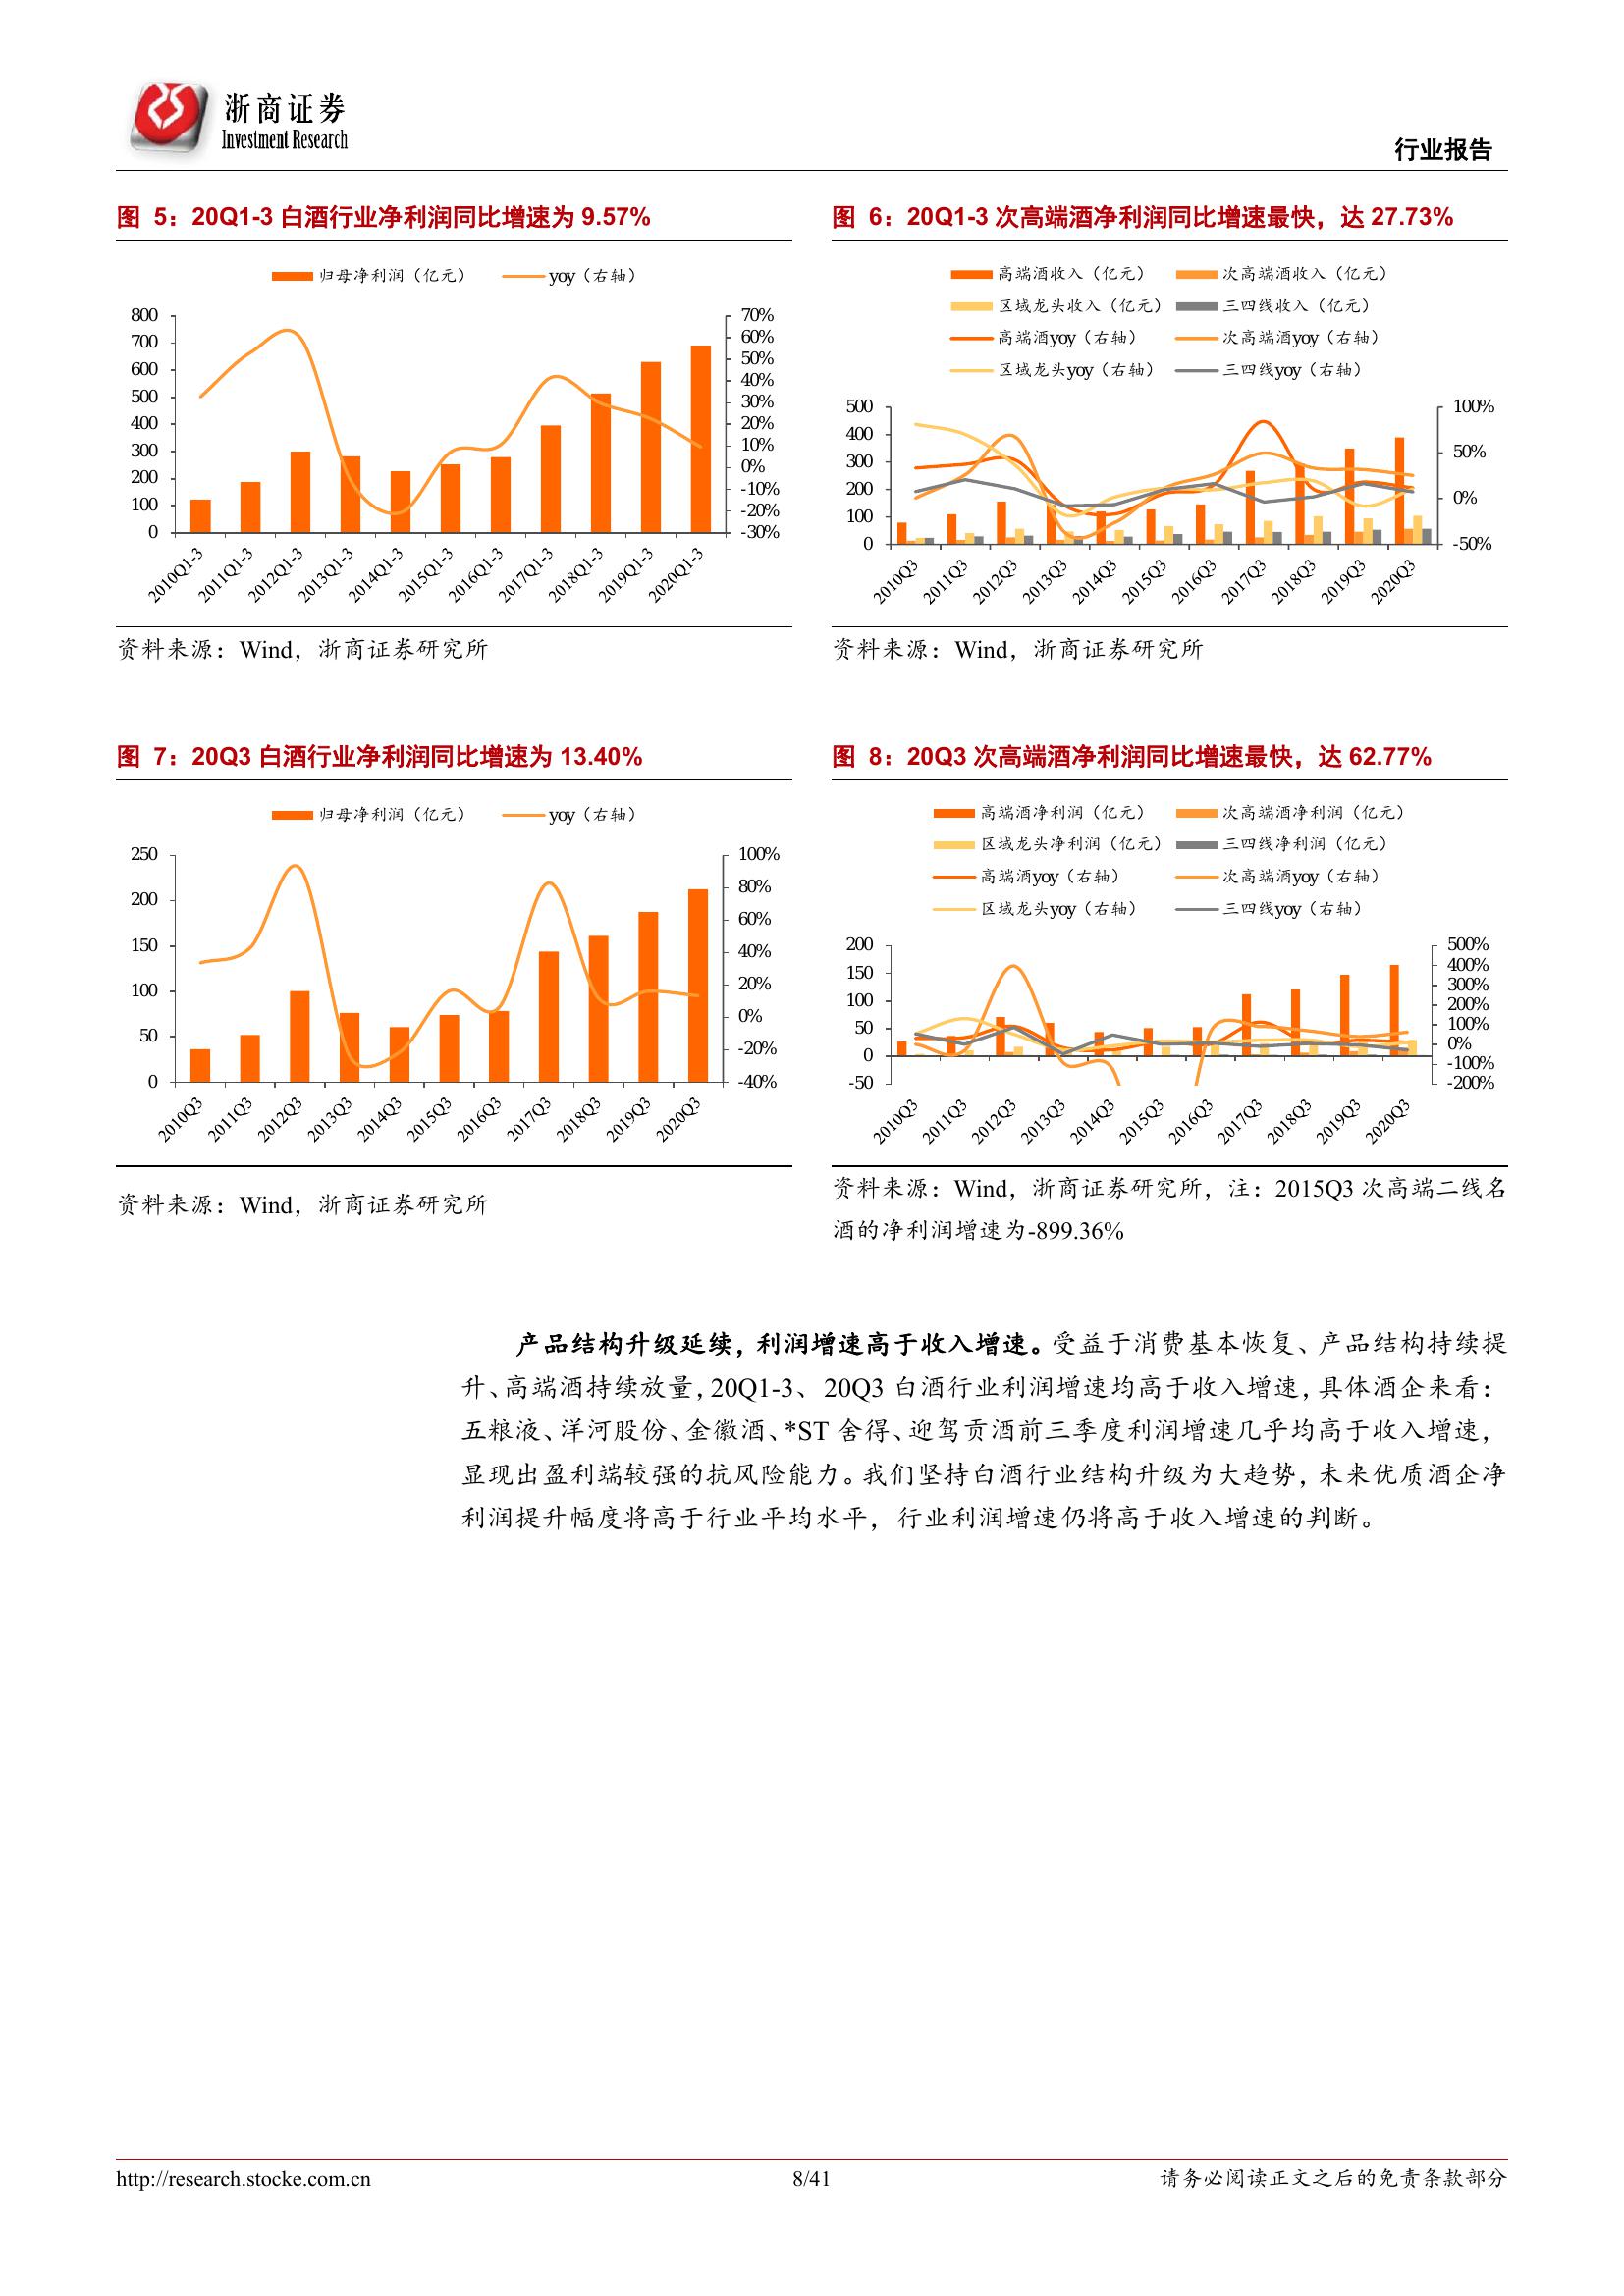 浙商证券
Investment Research
行业报告
图 5：20Q1-3 白酒行业净利润同比增速为 9.57%
归母净利润（亿元） yoy（右轴）
800
700
600
500
400
300
200
100
0
70%
60%
50%
40%
30%
20%
10%
0%
-10%
-20%
-30%
2010Q1-3 2011Q1-3 2012Q1-3 2013Q1-3 2014Q1-3 2015Q1-3 2016Q1-3 2017Q1-3 2018Q1-3 2019Q1-3 2020Q1-3
资料来源：Wind，浙商证券研究所
图 6：20Q1-3 次高端酒净利润同比增速最快，达 27.73%
高端酒收入（亿元） 次高端酒收入（亿元）
区域龙头收入（亿元） 三四线收入（亿元）
高端酒yoy（右轴） 次高端酒yoy（右轴）
区域龙头yoy（右轴） 三四线yoy（右轴）
500
400
300
200
100
0
100%
50%
0%
-50%
2010Q3 2011Q3 2012Q3 2013Q3 2014Q3 2015Q3 2016Q3 2017Q3 2018Q3 2019Q3 2020Q3
资料来源：Wind，浙商证券研究所
图 7：20Q3 白酒行业净利润同比增速为 13.40%
归母净利润（亿元） yoy（右轴）
250
200
150
100
50
0
100%
80%
60%
40%
20%
0%
-20%
-40%
2010Q3 2011Q3 2012Q3 2013Q3 2014Q3 2015Q3 2016Q3 2017Q3 2018Q3 2019Q3 2020Q3
资料来源：Wind，浙商证券研究所
图 8：20Q3 次高端酒净利润同比增速最快，达 62.77%
高端酒净利润（亿元） 次高端酒净利润（亿元）
区域龙头净利润（亿元） 三四线净利润（亿元）
高端酒yoy（右轴） 次高端酒yoy（右轴）
区域龙头yoy（右轴） 三四线yoy（右轴）
200
150
100
50
0
-50
500%
400%
300%
200%
100%
0%
-100%
-200%
2010Q3 2011Q3 2012Q3 2013Q3 2014Q3 2015Q3 2016Q3 2017Q3 2018Q3 2019Q3 2020Q3
资料来源：Wind，浙商证券研究所，注：2015Q3 次高端二线名
酒的净利润增速为-899.36%
产品结构升级延续，利润增速高于收入增速。受益于消费基本恢复、产品结构持续提
升、高端酒持续放量，20Q1-3、20Q3 白酒行业利润增速均高于收入增速，具体酒企来看：
五粮液、洋河股份、金徽酒、*ST 舍得、迎驾贡酒前三季度利润增速几乎均高于收入增速，
显现出盈利端较强的抗风险能力。我们坚持白酒行业结构升级为大趋势，未来优质酒企净
利润提升幅度将高于行业平均水平，行业利润增速仍将高于收入增速的判断。
http://research.stocke.com.cn
8/41
请务必阅读正文之后的免责条款部分